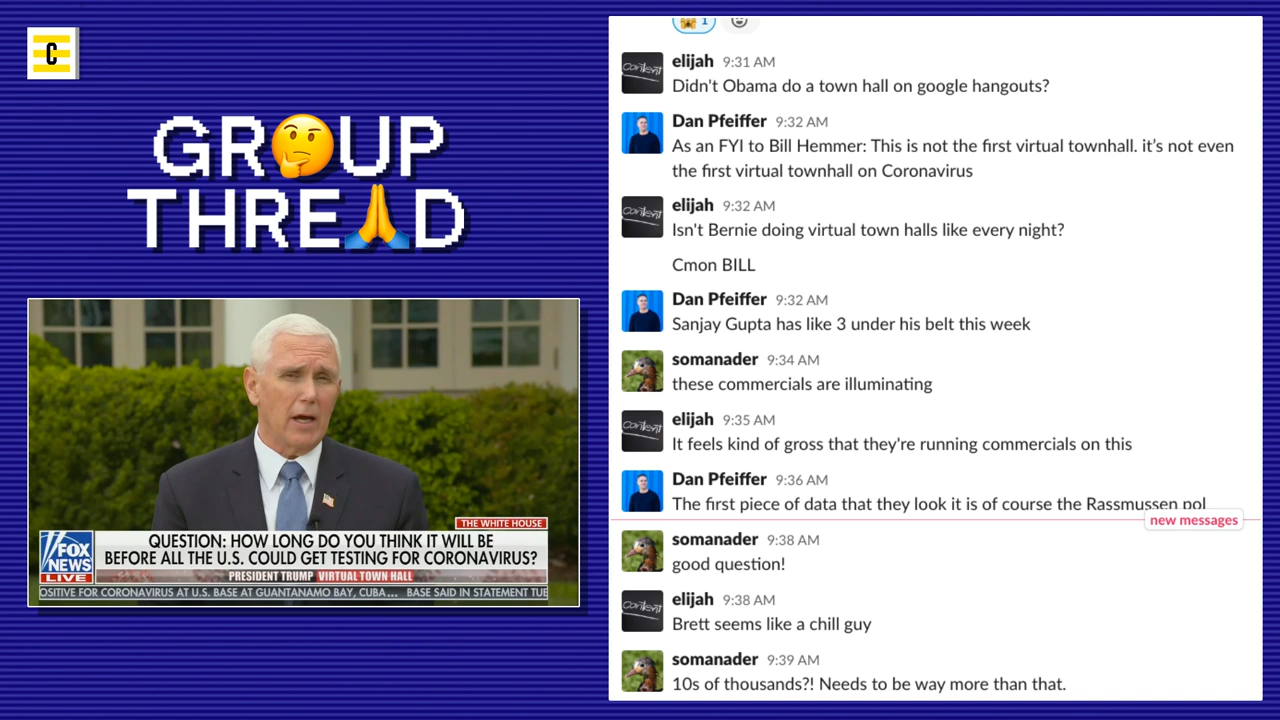 C
GR🤔UP
THRE🙏D
THE WHITE HOUSE
QUESTION: HOW LONG DO YOU THINK IT WILL BE
BEFORE ALL THE U.S. COULD GET TESTING FOR CORONAVIRUS?
FOX
NEWS
LIVE
PRESIDENT TRUMP VIRTUAL TOWN HALL
OSITIVE FOR CORONAVIRUS AT U.S. BASE AT GUANTANAMO BAY, CUBA... BASE SAID IN STATEMENT TUE
1
elijah 9:31 AM
Didn't Obama do a town hall on google hangouts?
Dan Pfeiffer 9:32 AM
As an FYI to Bill Hemmer: This is not the first virtual townhall. it's not even
the first virtual townhall on Coronavirus
elijah 9:32 AM
Isn't Bernie doing virtual town halls like every night?
Cmon BILL
Dan Pfeiffer 9:32 AM
Sanjay Gupta has like 3 under his belt this week
somanader 9:34 AM
these commercials are illuminating
elijah 9:35 AM
It feels kind of gross that they're running commercials on this
Dan Pfeiffer 9:36 AM
The first piece of data that they look it is of course the Rassmussen pol
new messages
somanader 9:38 AM
good question!
elijah 9:38 AM
Brett seems like a chill guy
somanader 9:39 AM
10s of thousands?! Needs to be way more than that.
content
content
content
content